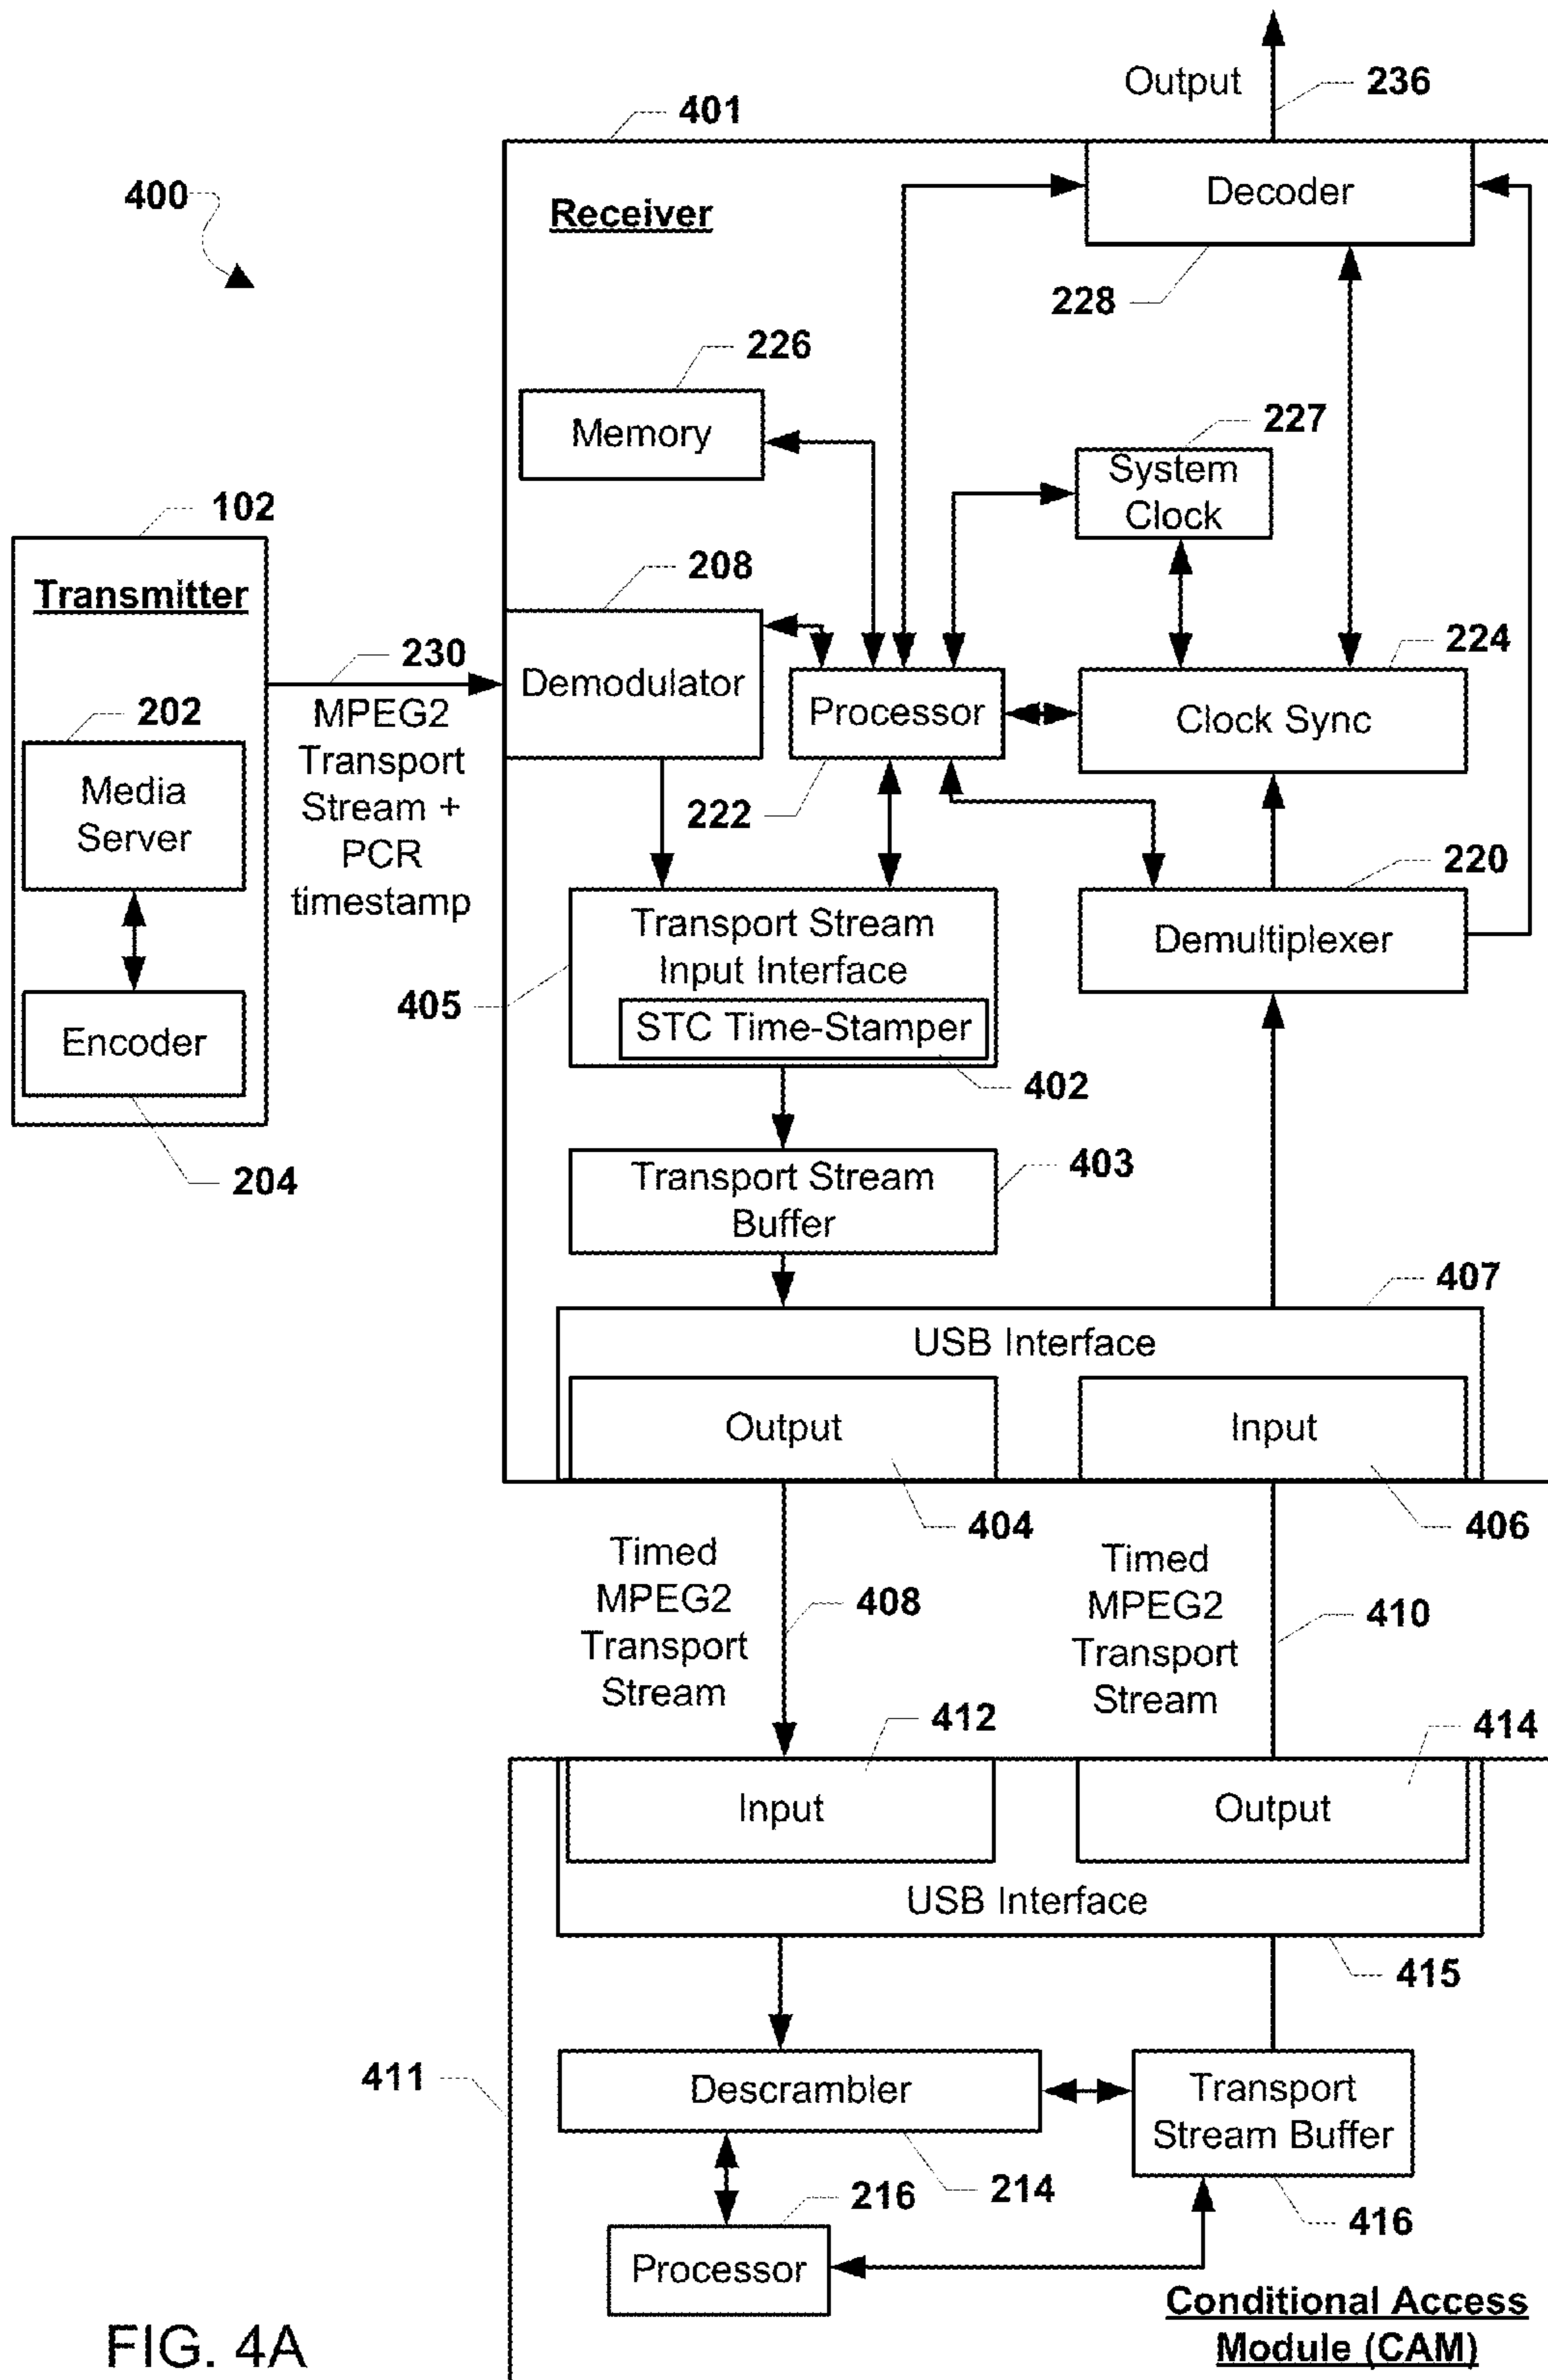 Output
236
401
400
Receiver
Decoder
228
226
Memory
227
System
Clock
102
Transmitter
208
230
Demodulator
Processor
224
Clock Sync
MPEG2
Transport
Stream +
PCR
timestamp
202
Media
Server
222
220
Transport Stream
Input Interface
Demultiplexer
405
STC Time-Stamper
402
Encoder
204
403
Transport Stream
Buffer
407
USB Interface
Output
Input
404
406
Timed
MPEG2
Transport
Stream
408
Timed
MPEG2
Transport
Stream
410
412
414
Input
Output
USB Interface
415
411
Descrambler
Transport
Stream Buffer
216
214
416
Processor
Conditional Access
Module (CAM)
FIG. 4A